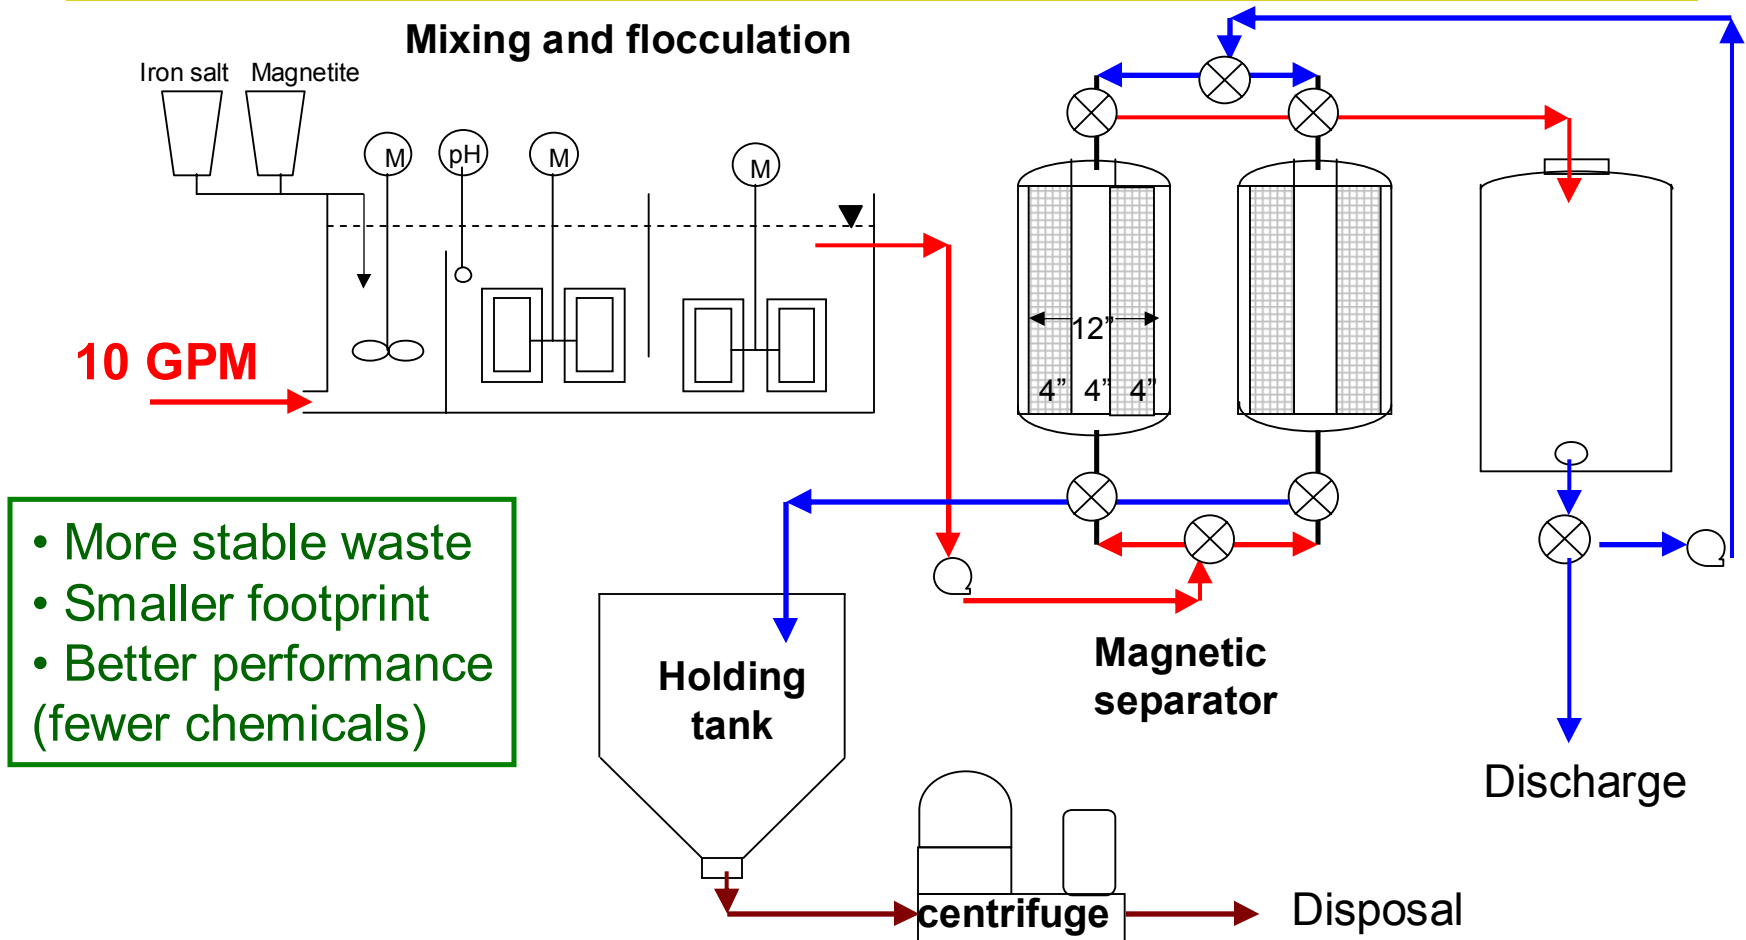 Mixing and flocculation
Iron salt Magnetite
M pH M M
10 GPM
12”
4” 4” 4”
• More stable waste
• Smaller footprint
• Better performance
(fewer chemicals)
Holding
tank
Magnetic
separator
Discharge
centrifuge
Disposal